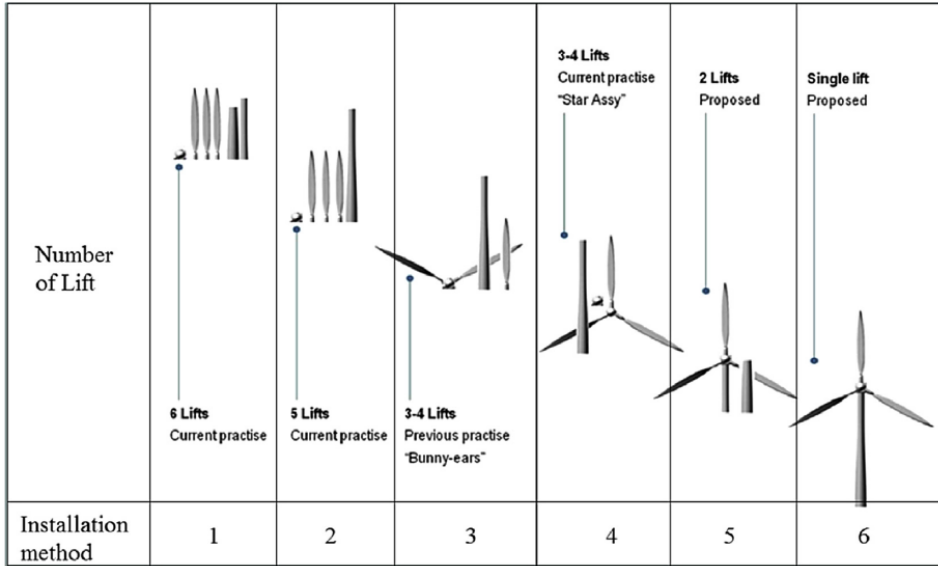 Number
of Lift
6 Lifts
Current practise
5 Lifts
Current practise
3-4 Lifts
Previous practise
"Bunny-ears"
3-4 Lifts
Current practise
"Star Assy"
2 Lifts
Proposed
Single lift
Proposed
Installation
method
1
2
3
4
5
6